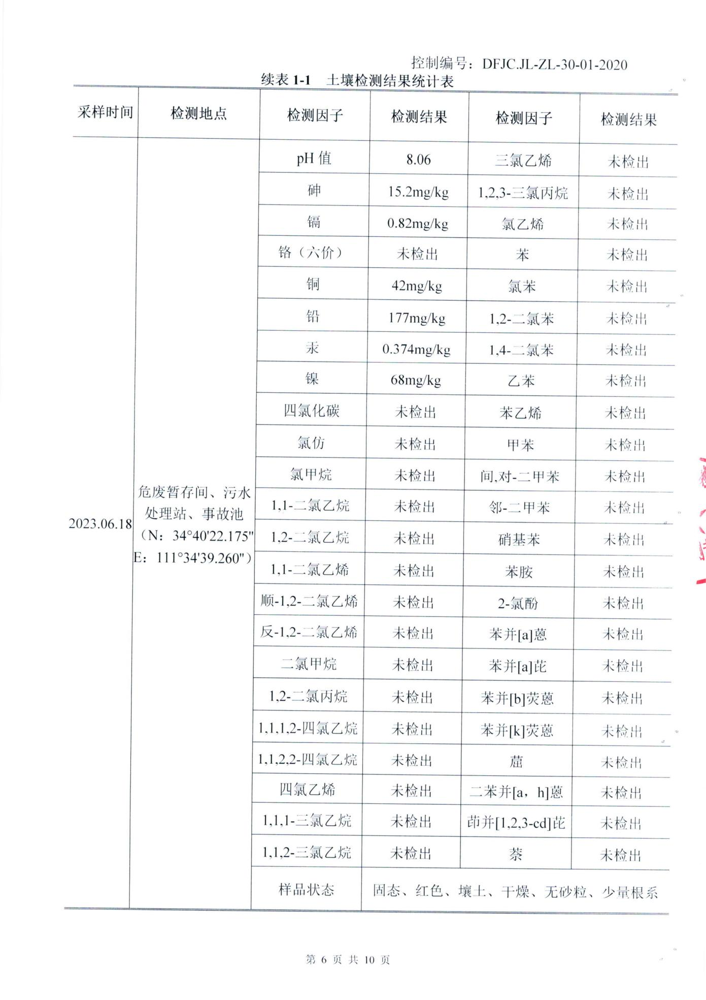 控制编号：DFJC.JL-ZL-30-01-2020
续表 1-1 土壤检测结果统计表
采样时间 检测地点 检测因子 检测结果 检测因子 检测结果
pH 值 8.06 三氯乙烯 未检出
砷 15.2mg/kg 1,2,3-三氯丙烷 未检出
镉 0.82mg/kg 氯乙烯 未检出
铬（六价） 未检出 苯 未检出
铜 42mg/kg 氯苯 未检出
铅 177mg/kg 1,2-二氯苯 未检出
汞 0.374mg/kg 1,4-二氯苯 未检出
镍 68mg/kg 乙苯 未检出
四氯化碳 未检出 苯乙烯 未检出
氯仿 未检出 甲苯 未检出
氯甲烷 未检出 间,对-二甲苯 未检出
2023.06.18
危废暂存间、污水
处理站、事故池
（N：34°40'22.175"
E：111°34'39.260"）
1,1-二氯乙烷 未检出 邻-二甲苯 未检出
1,2-二氯乙烷 未检出 硝基苯 未检出
1,1-二氯乙烯 未检出 苯胺 未检出
顺-1,2-二氯乙烯 未检出 2-氯酚 未检出
反-1,2-二氯乙烯 未检出 苯并[a]蒽 未检出
二氯甲烷 未检出 苯并[a]芘 未检出
1,2-二氯丙烷 未检出 苯并[b]荧蒽 未检出
1,1,1,2-四氯乙烷 未检出 苯并[k]荧蒽 未检出
1,1,2,2-四氯乙烷 未检出 䓛 未检出
四氯乙烯 未检出 二苯并[a，h]蒽 未检出
1,1,1-三氯乙烷 未检出 茚并[1,2,3-cd]芘 未检出
1,1,2-三氯乙烷 未检出 萘 未检出
样品状态 固态、红色、壤土、干燥、无砂粒、少量根系
第 6 页 共 10 页